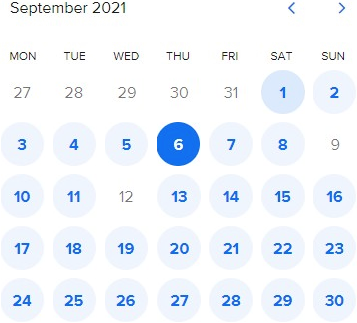 September 2021
MON TUE WED THU FRI SAT SUN
27 28 29 30 31 1 2
3 4 5 6 7 8 9
10 11 12 13 14 15 16
17 18 19 20 21 22 23
24 25 26 27 28 29 30